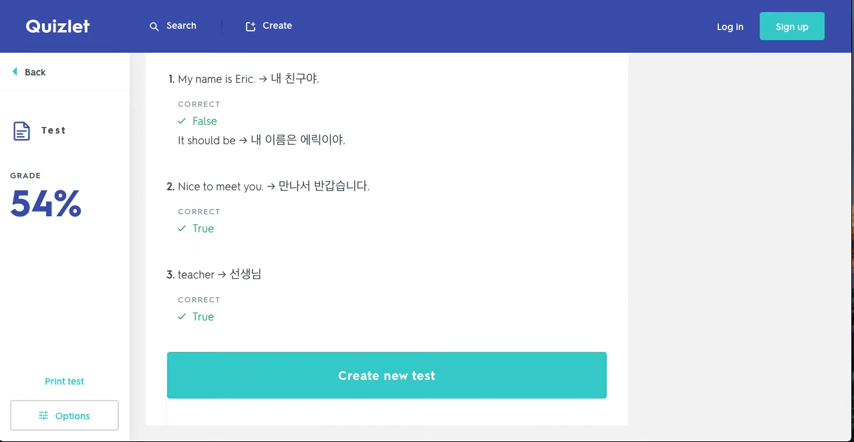 Quizlet
Search
Create
Log in
Sign up
Back
Test
GRADE
54%
1. My name is Eric. → 내 친구야.
CORRECT
False
It should be → 내 이름은 에릭이야.
2. Nice to meet you. → 만나서 반갑습니다.
CORRECT
True
3. teacher → 선생님
CORRECT
True
Create new test
Print test
Options